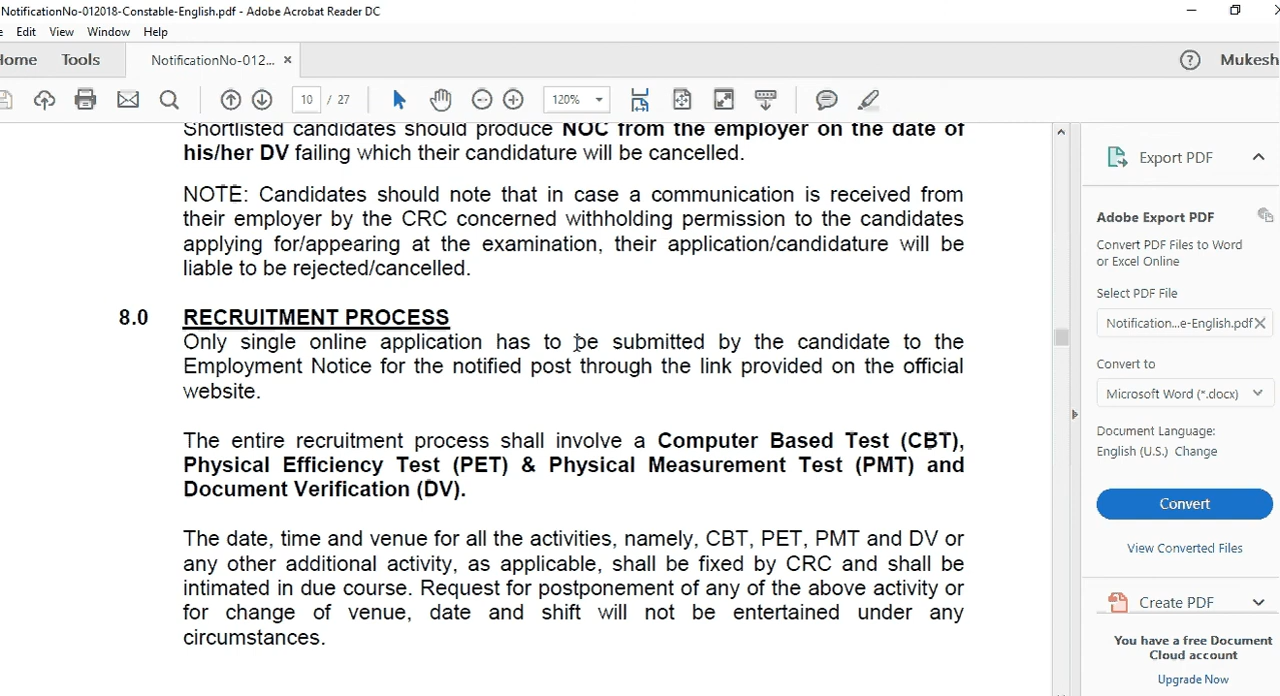 NotificationNo-012018-Constable-English.pdf - Adobe Acrobat Reader DC
Edit View Window Help
Home Tools NotificationNo-012... × Mukesh
10 / 27 120%
Shortlisted candidates should produce NOC from the employer on the date of
his/her DV failing which their candidature will be cancelled.
NOTE: Candidates should note that in case a communication is received from
their employer by the CRC concerned withholding permission to the candidates
applying for/appearing at the examination, their application/candidature will be
liable to be rejected/cancelled.
8.0 RECRUITMENT PROCESS
Only single online application has to be submitted by the candidate to the
Employment Notice for the notified post through the link provided on the official
website.
The entire recruitment process shall involve a Computer Based Test (CBT),
Physical Efficiency Test (PET) & Physical Measurement Test (PMT) and
Document Verification (DV).
The date, time and venue for all the activities, namely, CBT, PET, PMT and DV or
any other additional activity, as applicable, shall be fixed by CRC and shall be
intimated in due course. Request for postponement of any of the above activity or
for change of venue, date and shift will not be entertained under any
circumstances.
Export PDF
Adobe Export PDF
Convert PDF Files to Word
or Excel Online
Select PDF File
Notification...e-English.pdf
Convert to
Microsoft Word (*.docx)
Document Language:
English (U.S.) Change
Convert
View Converted Files
Create PDF
You have a free Document
Cloud account
Upgrade Now